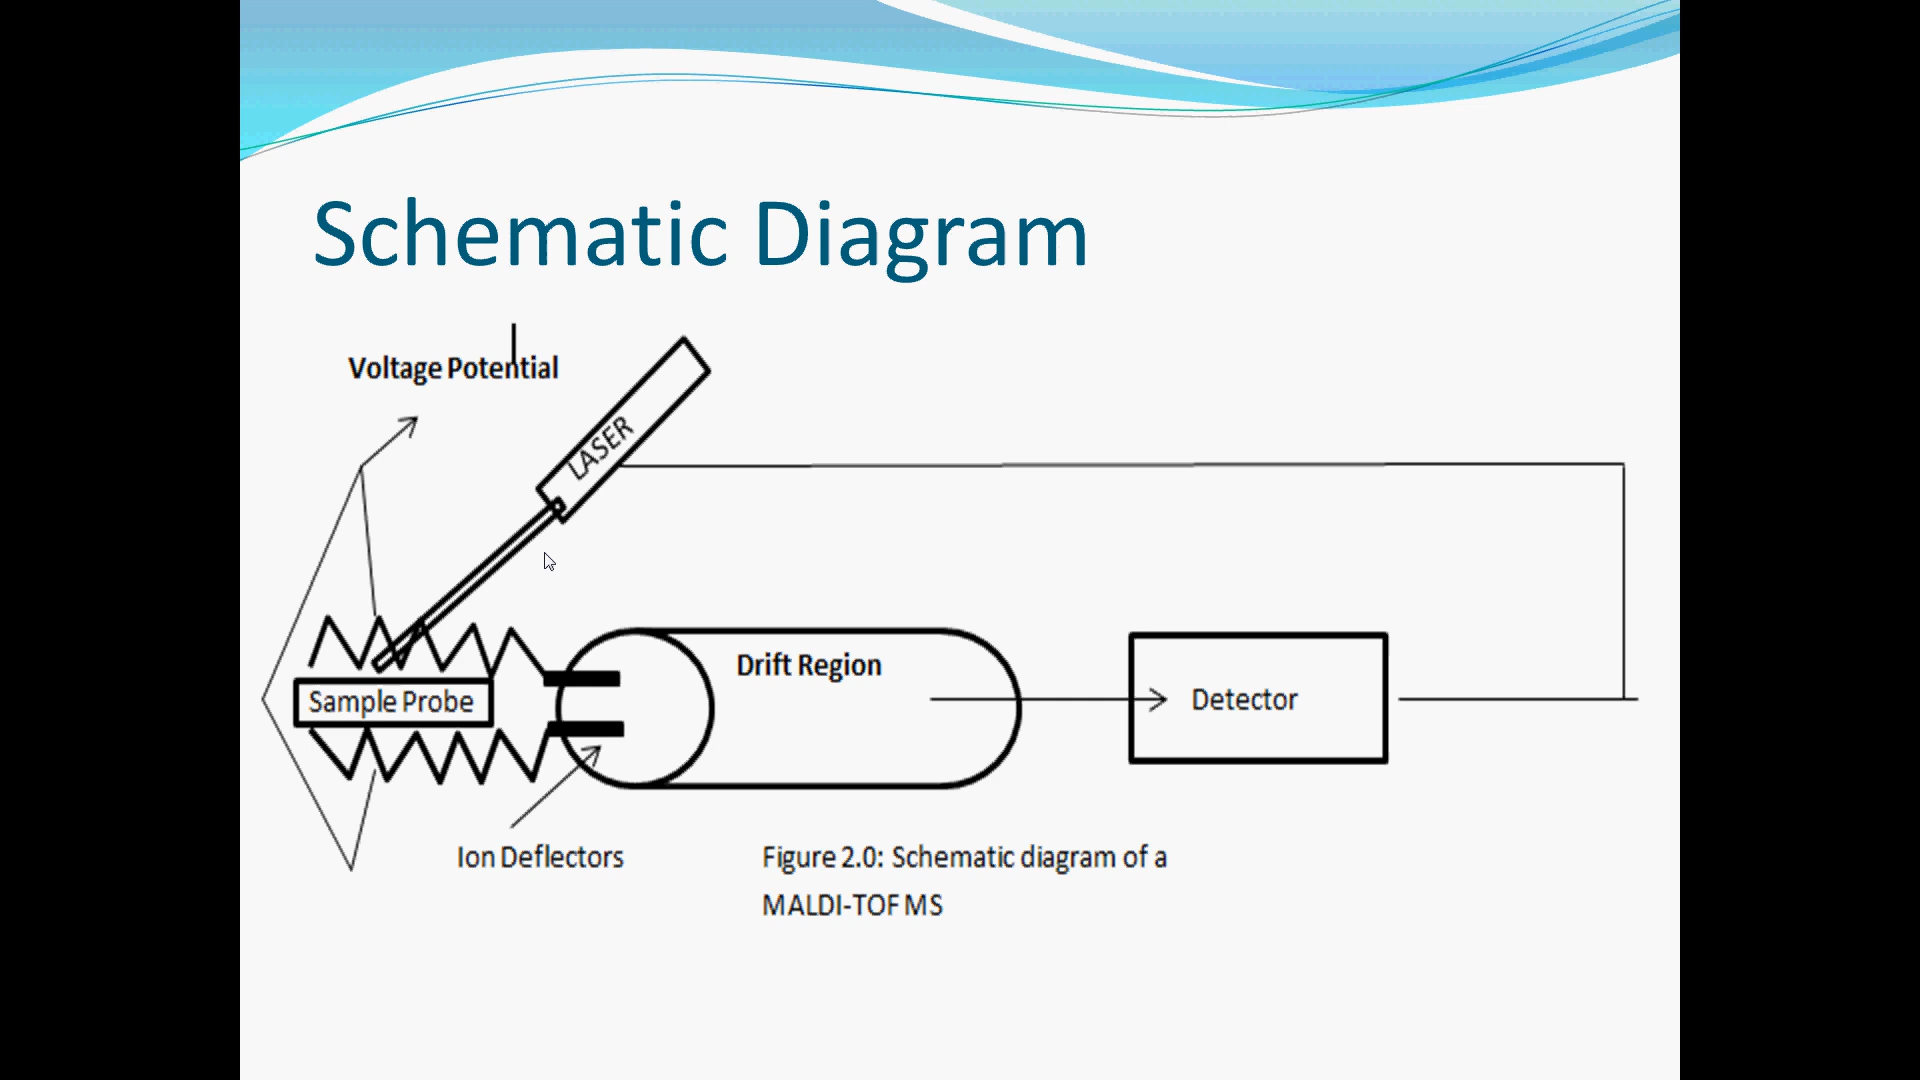 Schematic Diagram
Voltage Potential
LASER
Drift Region
Sample Probe
Detector
Ion Deflectors
Figure 2.0: Schematic diagram of a
MALDI-TOF MS